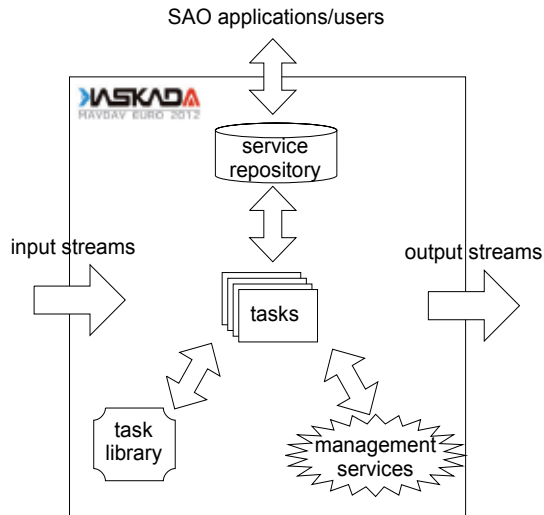 SAO applications/users
KASKADA
MAYDAY EURO 2012
service
repository
input streams
output streams
tasks
task
library
management
services